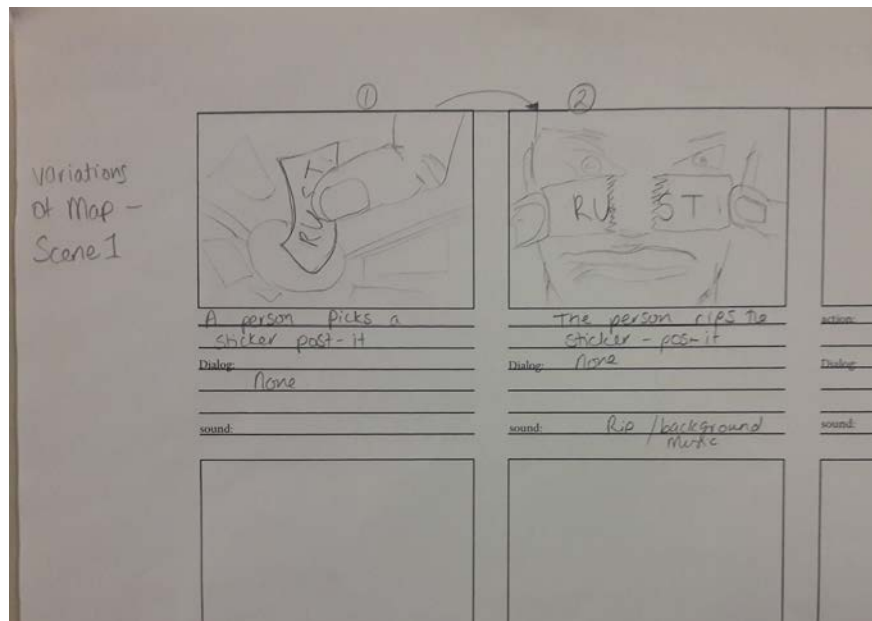 Variations
of Map -
Scene 1
①
RUST
A person Picks a
sticker post-it
Dialog:
None
sound:
②
RU ST
The person rips the
sticker - pos-it
Dialog: None
sound: Rip / background
Music
action:
Dialog:
sound: